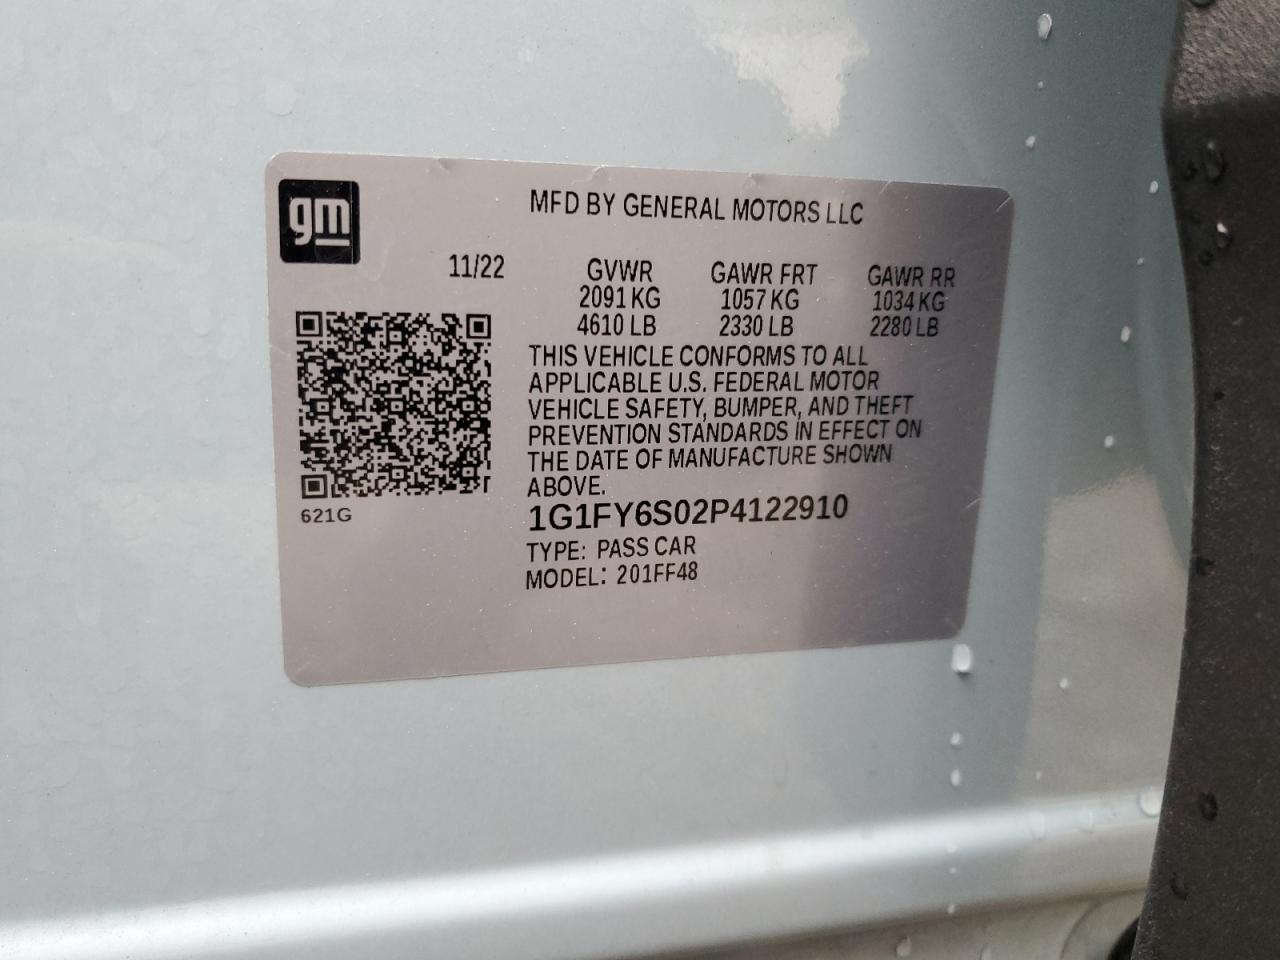 gm
MFD BY GENERAL MOTORS LLC
11/22 GVWR GAWR FRT GAWR RR
2091 KG 1057 KG 1034 KG
4610 LB 2330 LB 2280 LB
THIS VEHICLE CONFORMS TO ALL
APPLICABLE U.S. FEDERAL MOTOR
VEHICLE SAFETY, BUMPER, AND THEFT
PREVENTION STANDARDS IN EFFECT ON
THE DATE OF MANUFACTURE SHOWN
ABOVE.
621G
1G1FY6S02P4122910
TYPE: PASS CAR
MODEL: 201FF48